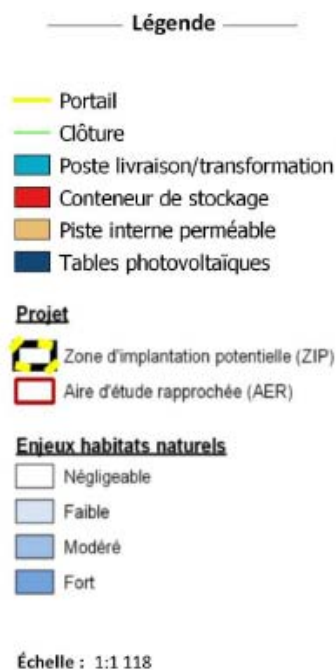 Légende
Portail
Clôture
Poste livraison/transformation
Conteneur de stockage
Piste interne perméable
Tables photovoltaïques
Projet
Zone d'implantation potentielle (ZIP)
Aire d'étude rapprochée (AER)
Enjeux habitats naturels
Négligeable
Faible
Modéré
Fort
Échelle : 1:1 118